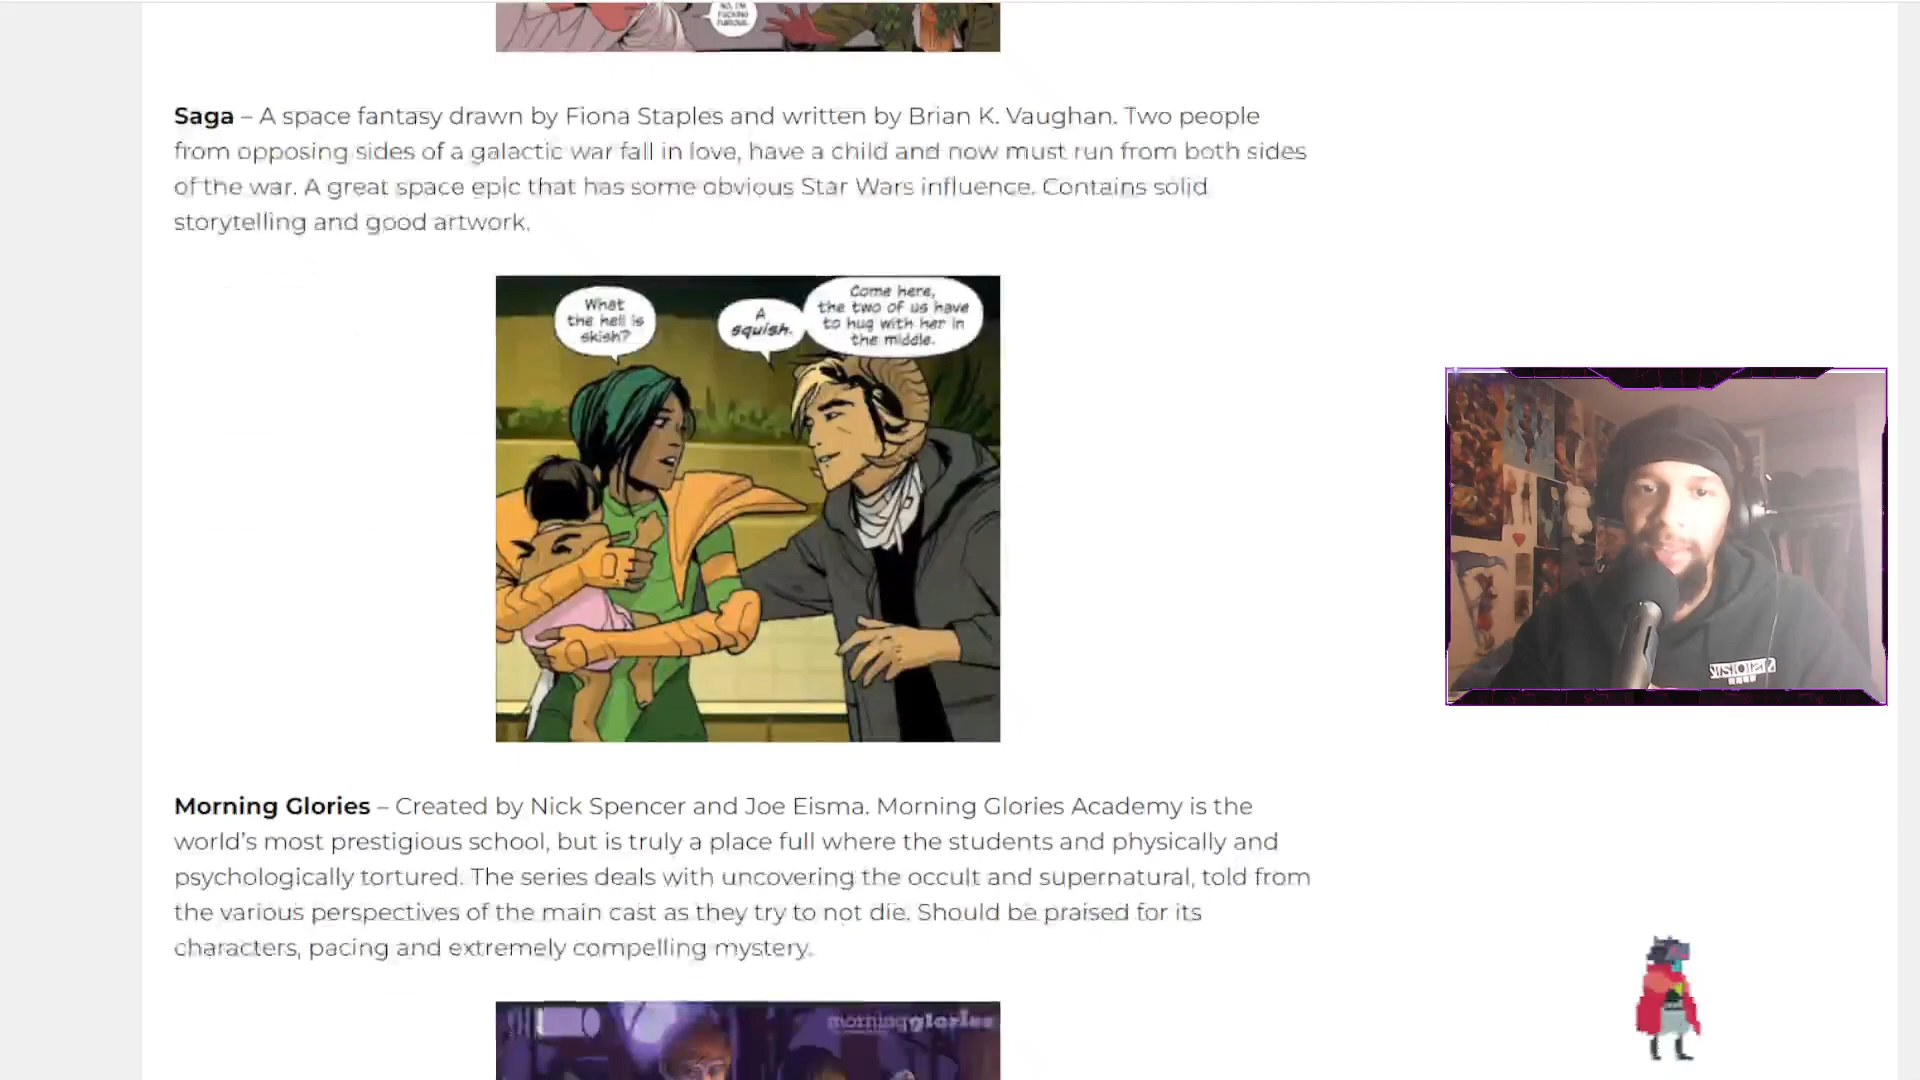 NO, I'M
FUCKING
FURIOUS.
Saga – A space fantasy drawn by Fiona Staples and written by Brian K. Vaughan. Two people
from opposing sides of a galactic war fall in love, have a child and now must run from both sides
of the war. A great space epic that has some obvious Star Wars influence. Contains solid
storytelling and good artwork.
What
the hell is
skish?
A
squish.
Come here,
the two of us have
to hug with her in
the middle.
Morning Glories – Created by Nick Spencer and Joe Eisma. Morning Glories Academy is the
world’s most prestigious school, but is truly a place full where the students and physically and
psychologically tortured. The series deals with uncovering the occult and supernatural, told from
the various perspectives of the main cast as they try to not die. Should be praised for its
characters, pacing and extremely compelling mystery.
morningglories